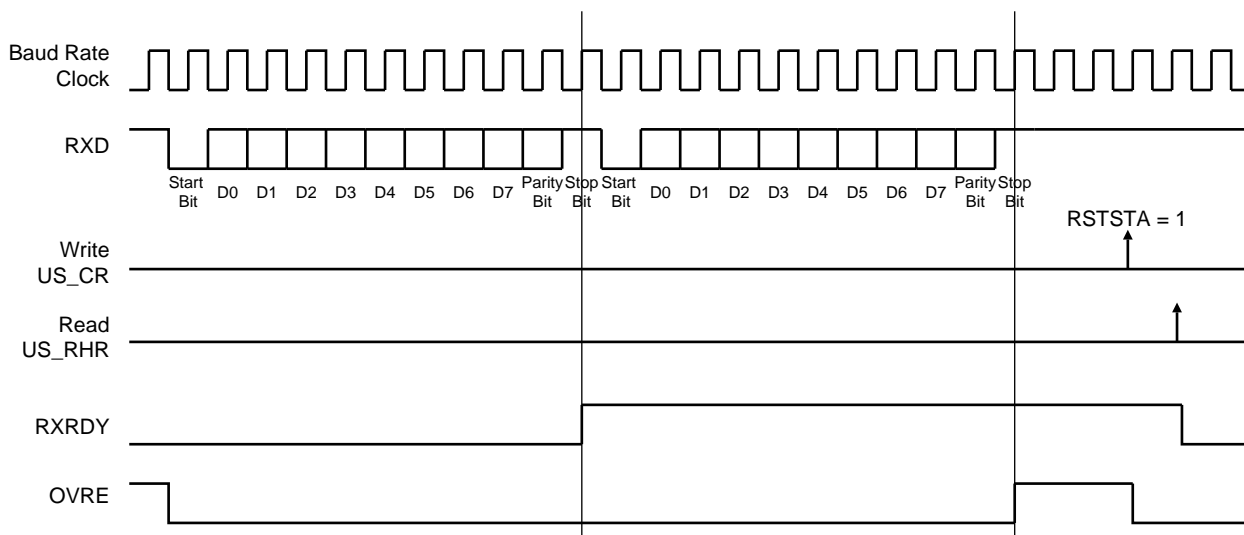 Baud Rate
Clock
RXD
Start
Bit
D0
D1
D2
D3
D4
D5
D6
D7
Parity
Bit
Stop
Bit
Start
Bit
D0
D1
D2
D3
D4
D5
D6
D7
Parity
Bit
Stop
Bit
RSTSTA = 1
Write
US_CR
Read
US_RHR
RXRDY
OVRE